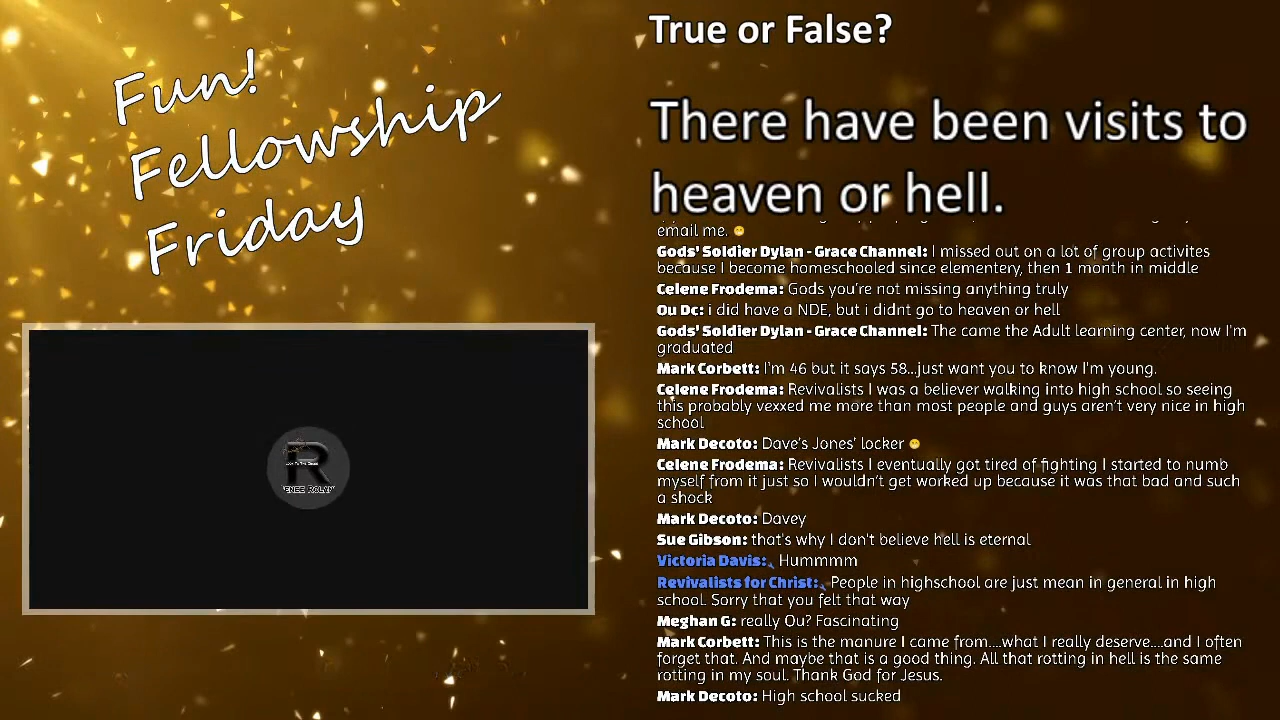 Fun!
Fellowship
Friday
LOOK TO THE CROSS
True or False?
There have been visits to
heaven or hell.
email me. 😁
Gods' Soldier Dylan - Grace Channel: I missed out on a lot of group activites
because I become homeschooled since elementery, then 1 month in middle
Celene Frodema: Gods you're not missing anything truly
Ou Dc: i did have a NDE, but i didnt go to heaven or hell
Gods' Soldier Dylan - Grace Channel: The came the Adult learning center, now I'm
graduated
Mark Corbett: I'm 46 but it says 58...just want you to know I'm young.
Celene Frodema: Revivalists I was a believer walking into high school so seeing
this probably vexxed me more than most people and guys aren't very nice in high
school
Mark Decoto: Dave's Jones' locker 😁
Celene Frodema: Revivalists I eventually got tired of fighting I started to numb
myself from it just so I wouldn't get worked up because it was that bad and such
a shock
Mark Decoto: Davey
Sue Gibson: that's why I don't believe hell is eternal
Victoria Davis: Hummmm
Revivalists for Christ: People in highschool are just mean in general in high
school. Sorry that you felt that way
Meghan G: really Ou? Fascinating
Mark Corbett: This is the manure I came from....what I really deserve....and I often
forget that. And maybe that is a good thing. All that rotting in hell is the same
rotting in my soul. Thank God for Jesus.
Mark Decoto: High school sucked